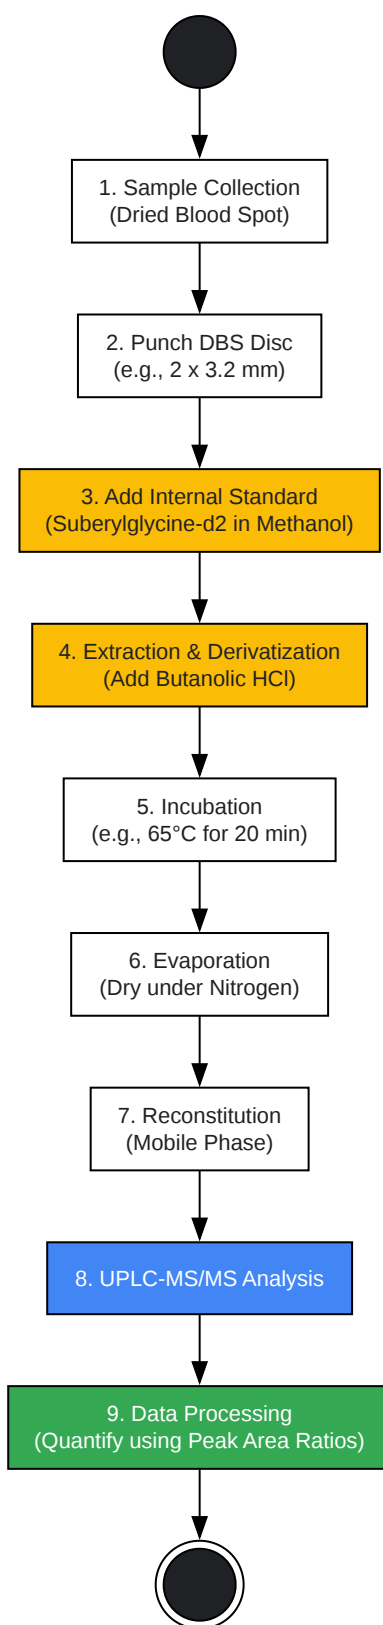 1. Sample Collection
(Dried Blood Spot)
2. Punch DBS Disc
(e.g., 2 x 3.2 mm)
3. Add Internal Standard
(Suberylglycine-d2 in Methanol)
4. Extraction & Derivatization
(Add Butanolic HCl)
5. Incubation
(e.g., 65°C for 20 min)
6. Evaporation
(Dry under Nitrogen)
7. Reconstitution
(Mobile Phase)
8. UPLC-MS/MS Analysis
9. Data Processing
(Quantify using Peak Area Ratios)